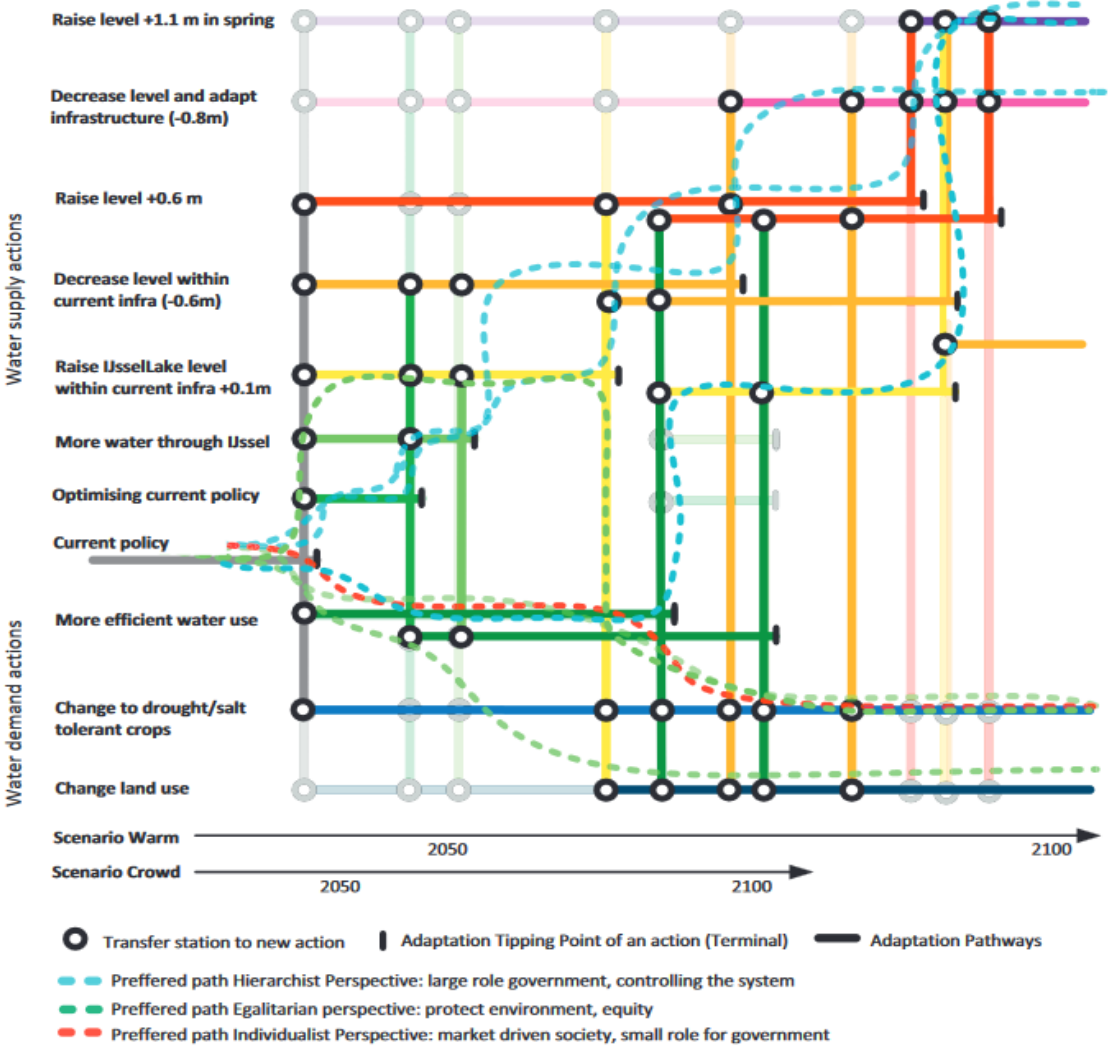 Raise level +1.1 m in spring
Decrease level and adapt
infrastructure (-0.8m)
Raise level +0.6 m
Decrease level within
current infra (-0.6m)
Raise IJsselLake level
within current infra +0.1m
More water through IJssel
Optimising current policy
Current policy
More efficient water use
Change to drought/salt
tolerant crops
Change land use
Water supply actions
Water demand actions
Scenario Warm
2050
2100
Scenario Crowd
2050
2100
Transfer station to new action
Adaptation Tipping Point of an action (Terminal)
Adaptation Pathways
Preffered path Hierarchist Perspective: large role government, controlling the system
Preffered path Egalitarian perspective: protect environment, equity
Preffered path Individualist Perspective: market driven society, small role for government